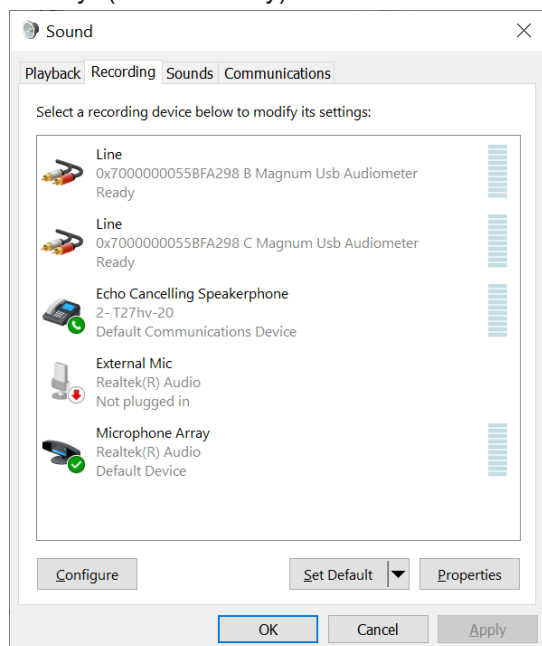 Sound
Playback Recording Sounds Communications
Select a recording device below to modify its settings:
Line
0x7000000055BFA298 B Magnum Usb Audiometer
Ready
Line
0x7000000055BFA298 C Magnum Usb Audiometer
Ready
Echo Cancelling Speakerphone
2- T27hv-20
Default Communications Device
External Mic
Realtek(R) Audio
Not plugged in
Microphone Array
Realtek(R) Audio
Default Device
Configure Set Default Properties
OK Cancel Apply